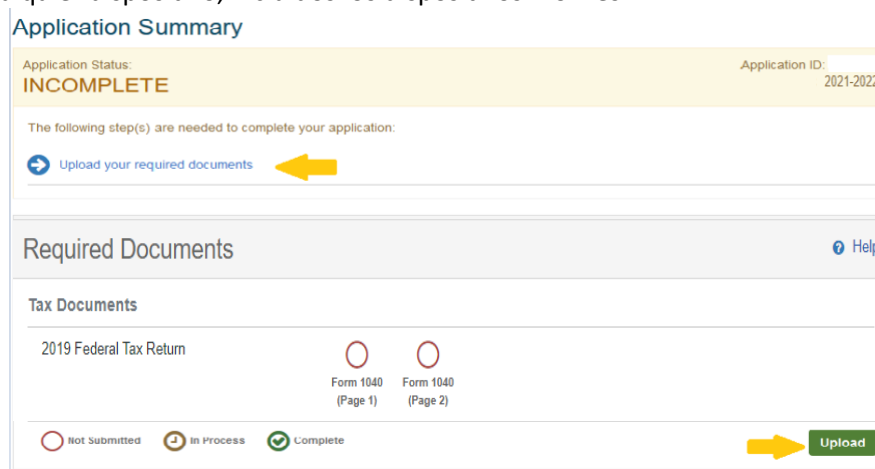 Application Summary
Application Status:
INCOMPLETE
Application ID:
2021-2022
The following step(s) are needed to complete your application:
Upload your required documents
Required Documents
Help
Tax Documents
2019 Federal Tax Return
Form 1040 Form 1040
(Page 1) (Page 2)
Not Submitted In Process Complete
Upload